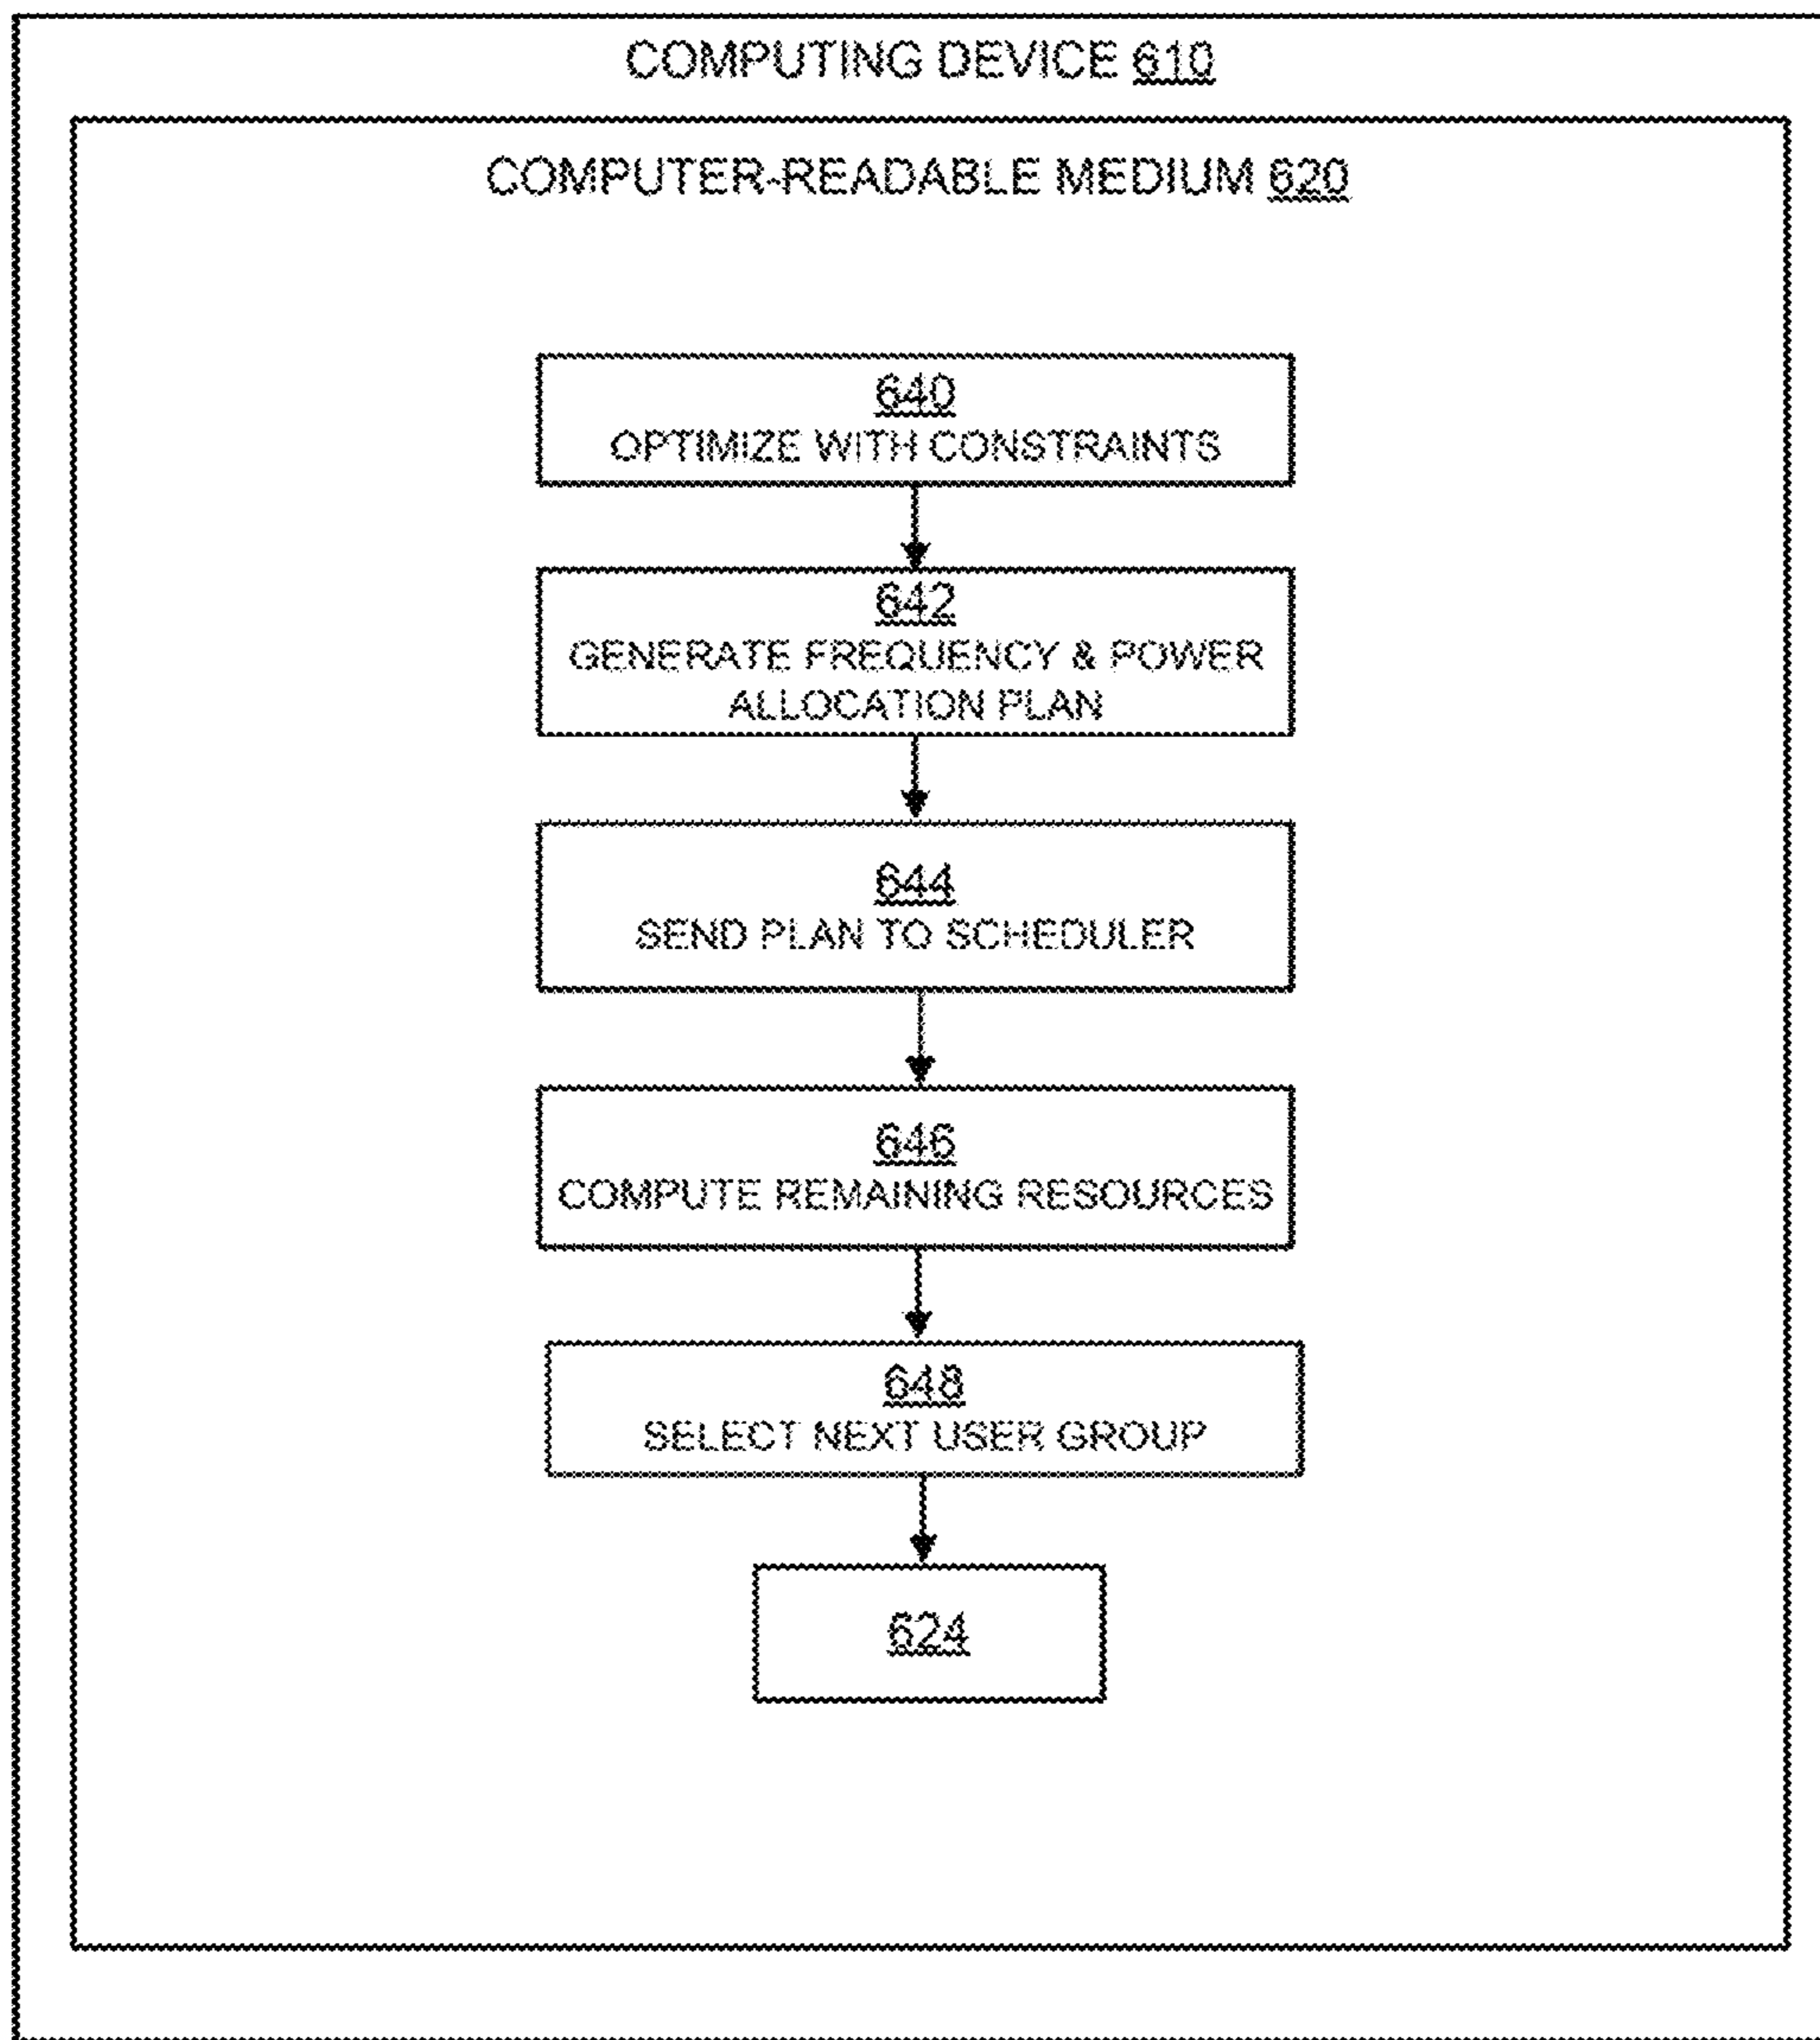 COMPUTING DEVICE 610
COMPUTER-READABLE MEDIUM 620
640
OPTIMIZE WITH CONSTRAINTS
642
GENERATE FREQUENCY & POWER
ALLOCATION PLAN
644
SEND PLAN TO SCHEDULER
646
COMPUTE REMAINING RESOURCES
648
SELECT NEXT USER GROUP
624